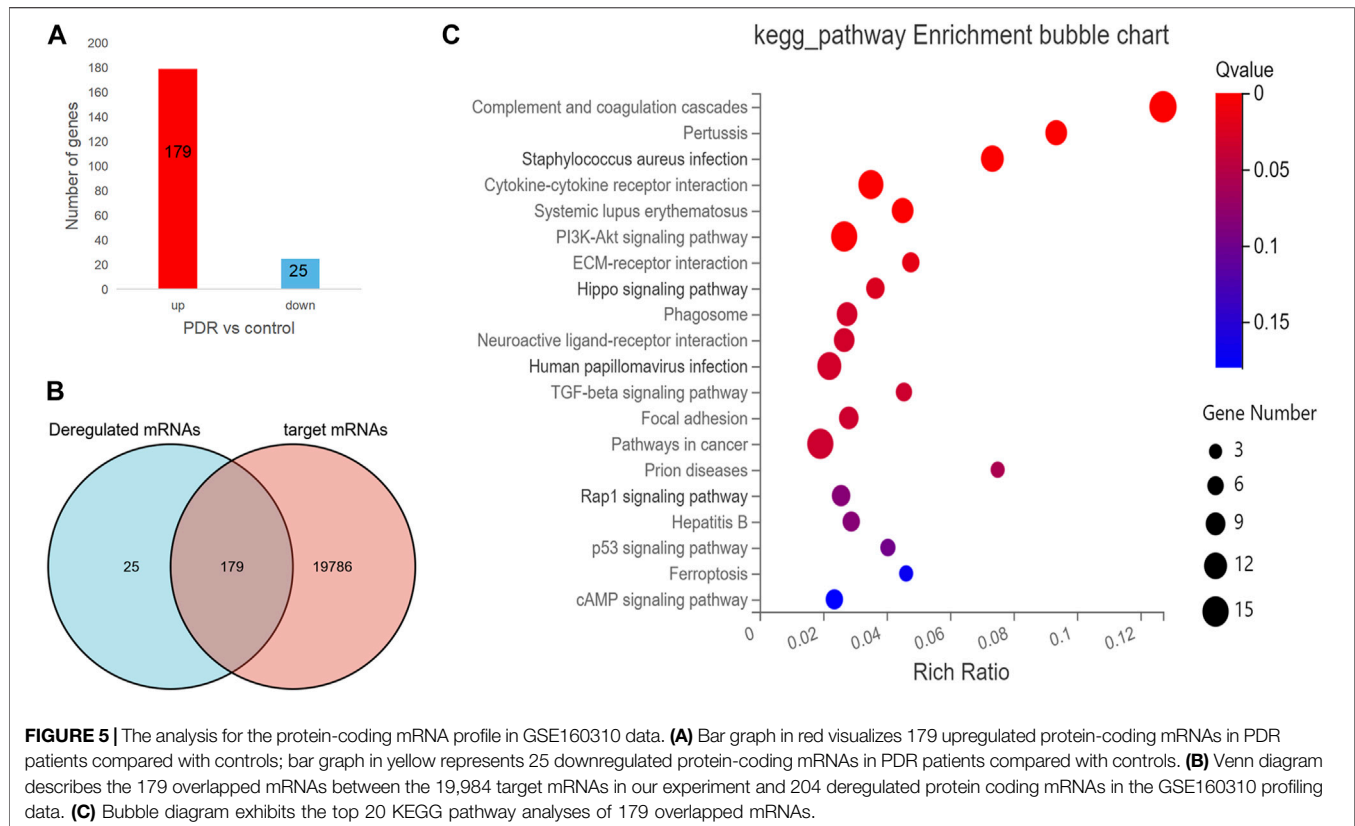 A
200
180
160
140
120
100
80
60
40
20
0
Number of genes
179
25
up
down
PDR vs control
B
Deregulated mRNAs
target mRNAs
25
179
19786
C
kegg_pathway Enrichment bubble chart
Complement and coagulation cascades
Pertussis
Staphylococcus aureus infection
Cytokine-cytokine receptor interaction
Systemic lupus erythematosus
PI3K-Akt signaling pathway
ECM-receptor interaction
Hippo signaling pathway
Phagosome
Neuroactive ligand-receptor interaction
Human papillomavirus infection
TGF-beta signaling pathway
Focal adhesion
Pathways in cancer
Prion diseases
Rap1 signaling pathway
Hepatitis B
p53 signaling pathway
Ferroptosis
cAMP signaling pathway
0
0.02
0.04
0.06
0.08
0.1
0.12
Rich Ratio
Qvalue
0
0.05
0.1
0.15
Gene Number
3
6
9
12
15
FIGURE 5 | The analysis for the protein-coding mRNA profile in GSE160310 data. (A) Bar graph in red visualizes 179 upregulated protein-coding mRNAs in PDR
patients compared with controls; bar graph in yellow represents 25 downregulated protein-coding mRNAs in PDR patients compared with controls. (B) Venn diagram
describes the 179 overlapped mRNAs between the 19,984 target mRNAs in our experiment and 204 deregulated protein coding mRNAs in the GSE160310 profiling
data. (C) Bubble diagram exhibits the top 20 KEGG pathway analyses of 179 overlapped mRNAs.